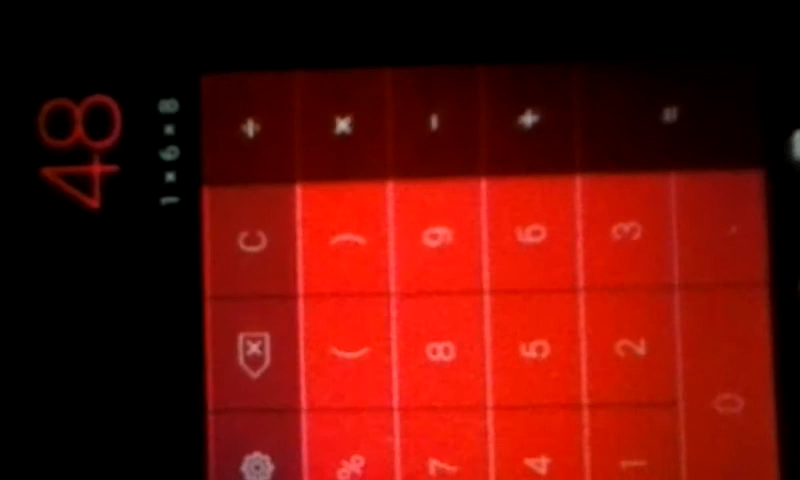 48
1×6×8
C ) 9 6 3 .
( 8 5 2 0
% 7 4 1
÷ × - + =